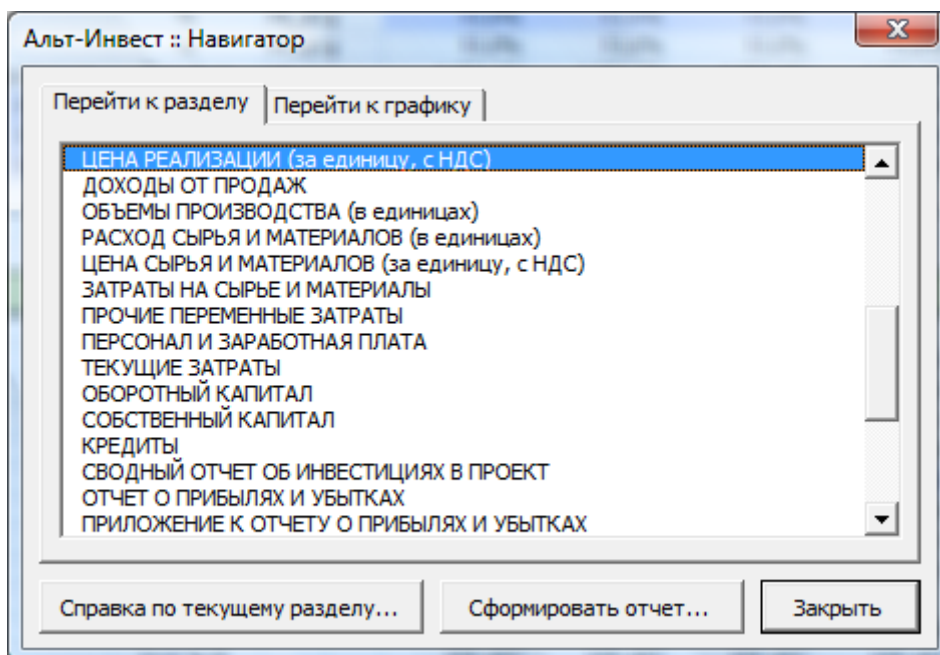 Альт-Инвест :: Навигатор
Перейти к разделу
Перейти к графику
ЦЕНА РЕАЛИЗАЦИИ (за единицу, с НДС)
ДОХОДЫ ОТ ПРОДАЖ
ОБЪЕМЫ ПРОИЗВОДСТВА (в единицах)
РАСХОД СЫРЬЯ И МАТЕРИАЛОВ (в единицах)
ЦЕНА СЫРЬЯ И МАТЕРИАЛОВ (за единицу, с НДС)
ЗАТРАТЫ НА СЫРЬЕ И МАТЕРИАЛЫ
ПРОЧИЕ ПЕРЕМЕННЫЕ ЗАТРАТЫ
ПЕРСОНАЛ И ЗАРАБОТНАЯ ПЛАТА
ТЕКУЩИЕ ЗАТРАТЫ
ОБОРОТНЫЙ КАПИТАЛ
СОБСТВЕННЫЙ КАПИТАЛ
КРЕДИТЫ
СВОДНЫЙ ОТЧЕТ ОБ ИНВЕСТИЦИЯХ В ПРОЕКТ
ОТЧЕТ О ПРИБЫЛЯХ И УБЫТКАХ
ПРИЛОЖЕНИЕ К ОТЧЕТУ О ПРИБЫЛЯХ И УБЫТКАХ
Справка по текущему разделу...
Сформировать отчет...
Закрыть